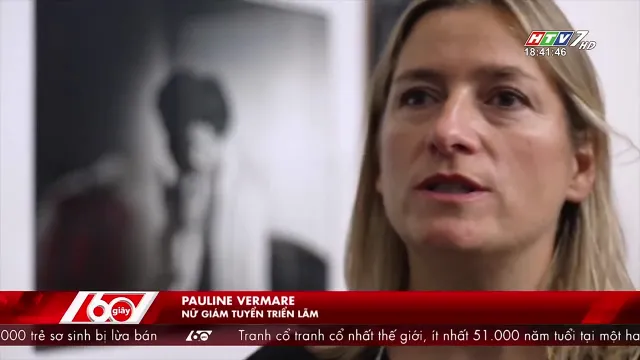 HTV7 HD
18:41:46
60 giây
PAULINE VERMARE
NỮ GIÁM TUYỂN TRIỂN LÃM
.000 trẻ sơ sinh bị lừa bán 60 Tranh cổ tranh cổ nhất thế giới, ít nhất 51.000 năm tuổi tại một ha